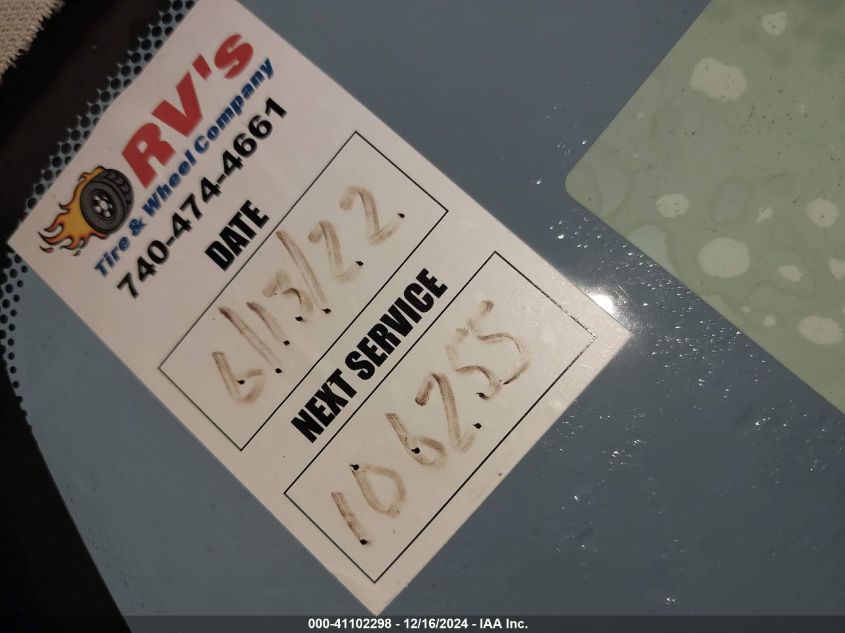 RV's
Tire & Wheel Company
740-474-4661
DATE
6/13/22
NEXT SERVICE
106255
000-41102298 - 12/16/2024 - IAA Inc.